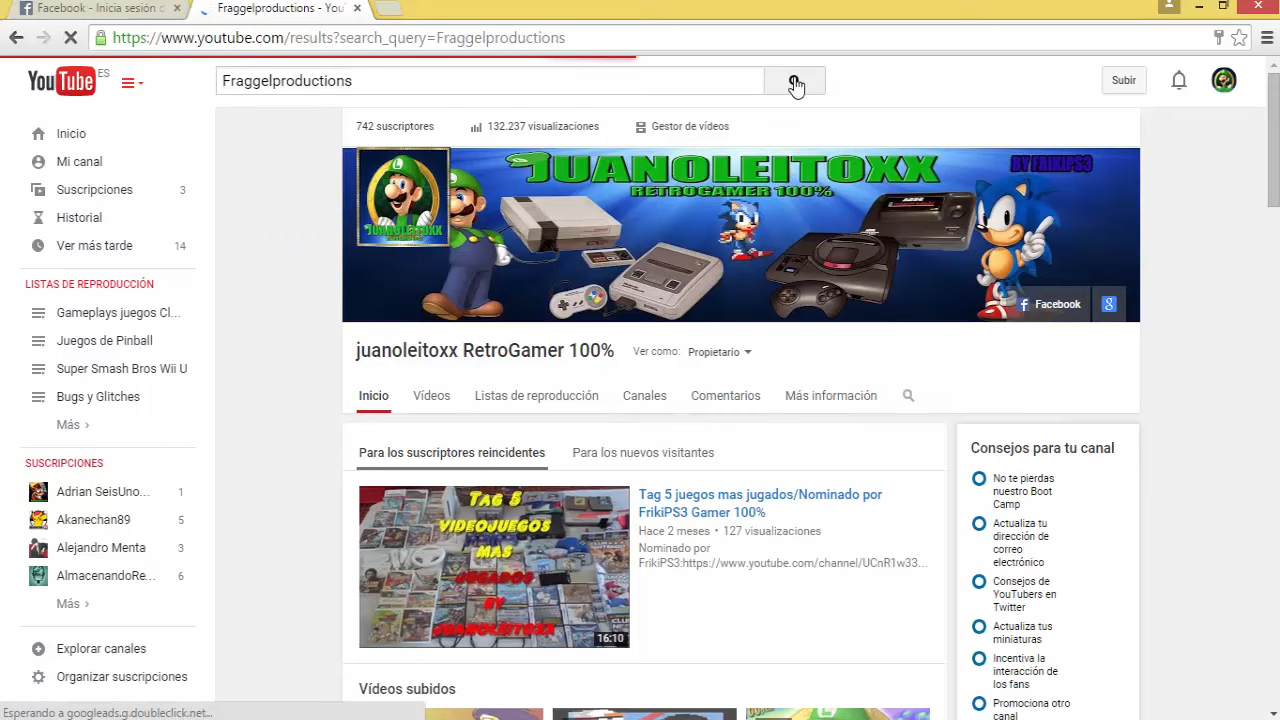 Facebook - Inicia sesión c
Fraggelproductions - You
https://www.youtube.com/results?search_query=Fraggelproductions
YouTube ES
Fraggelproductions
Subir
742 suscriptores
132.237 visualizaciones
Gestor de vídeos
Inicio
Mi canal
Suscripciones 3
Historial
Ver más tarde 14
LISTAS DE REPRODUCCIÓN
Gameplays juegos Cl...
Juegos de Pinball
Super Smash Bros Wii U
Bugs y Glitches
Más ›
SUSCRIPCIONES
Adrian SeisUno... 1
Akanechan89 5
Alejandro Menta 3
AlmacenandoRe... 6
Más ›
Explorar canales
Organizar suscripciones
JUANOLEITOXX
RETROGAMER 100%
BY FRIKIPS3
JUANOLEITOXX
Facebook
juanoleitoxx RetroGamer 100%
Ver como: Propietario
Inicio
Vídeos
Listas de reproducción
Canales
Comentarios
Más información
Para los suscriptores reincidentes
Para los nuevos visitantes
TAG 5
VIDEOJUEGOS
MAS
JUGADOS
BY
JUANOLEITOXX
16:10
Tag 5 juegos mas jugados/Nominado por
FrikiPS3 Gamer 100%
Hace 2 meses • 127 visualizaciones
Nominado por
FrikiPS3:https://www.youtube.com/channel/UCnR1w33...
Vídeos subidos
Consejos para tu canal
No te pierdas
nuestro Boot
Camp
Actualiza tu
dirección de
correo
electrónico
Consejos de
YouTubers en
Twitter
Actualiza tus
miniaturas
Incentiva la
interacción de
los fans
Promociona otro
canal
Esperando a googleads.g.doubleclick.net...